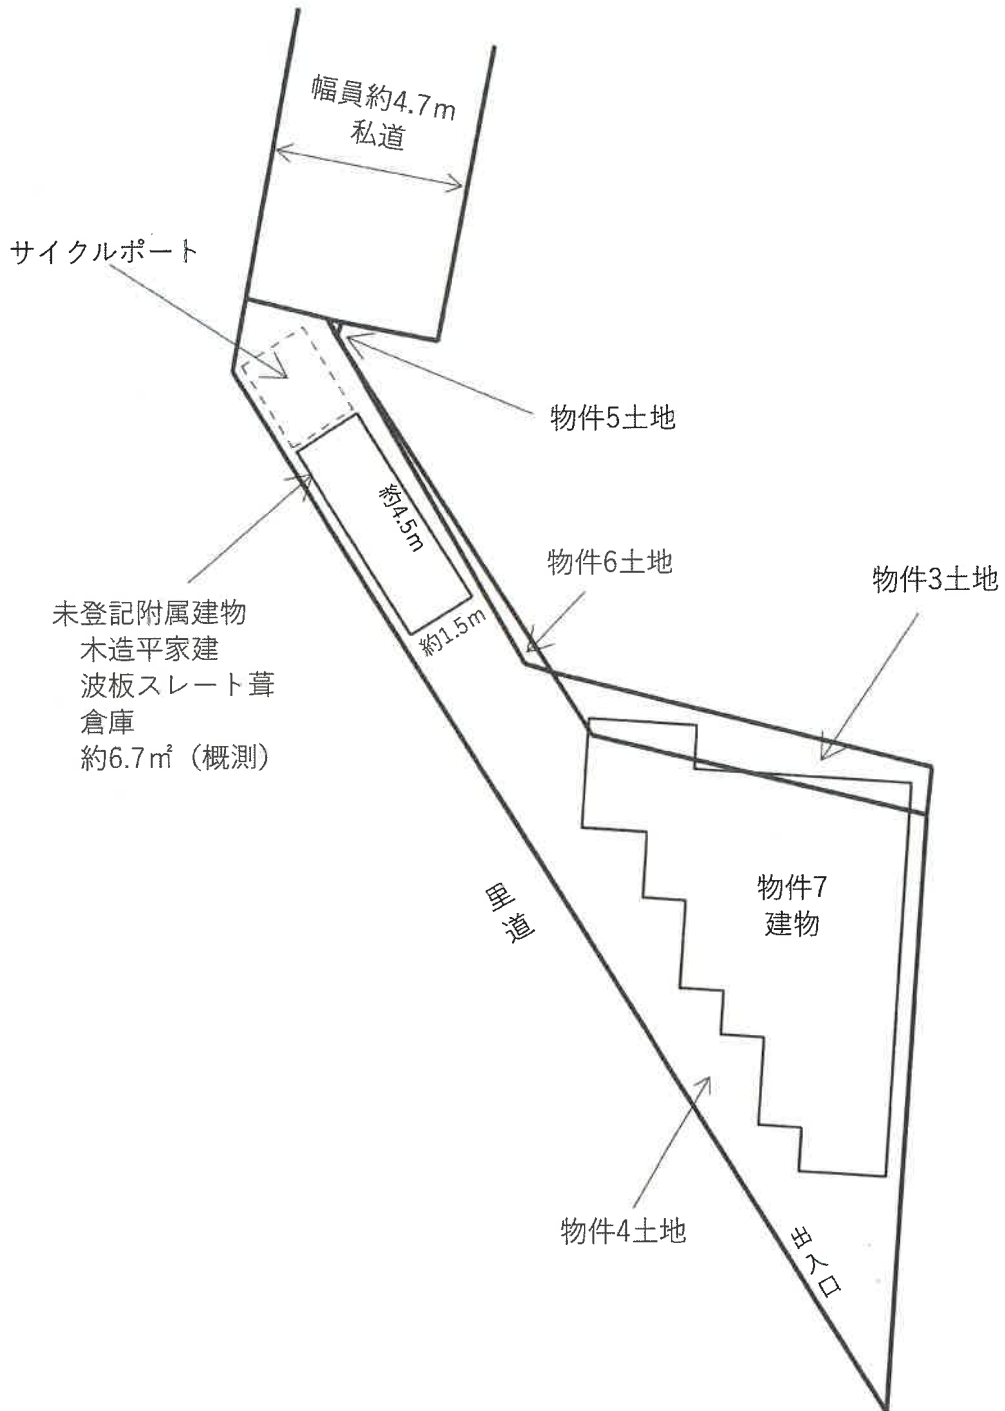 幅員約4.7m
私道
サイクルポート
物件5土地
約4.5m
物件6土地
物件3土地
未登記附属建物
木造平家建
波板スレート葺
倉庫
約6.7㎡（概測）
約1.5m
里道
物件7
建物
物件4土地
出入口